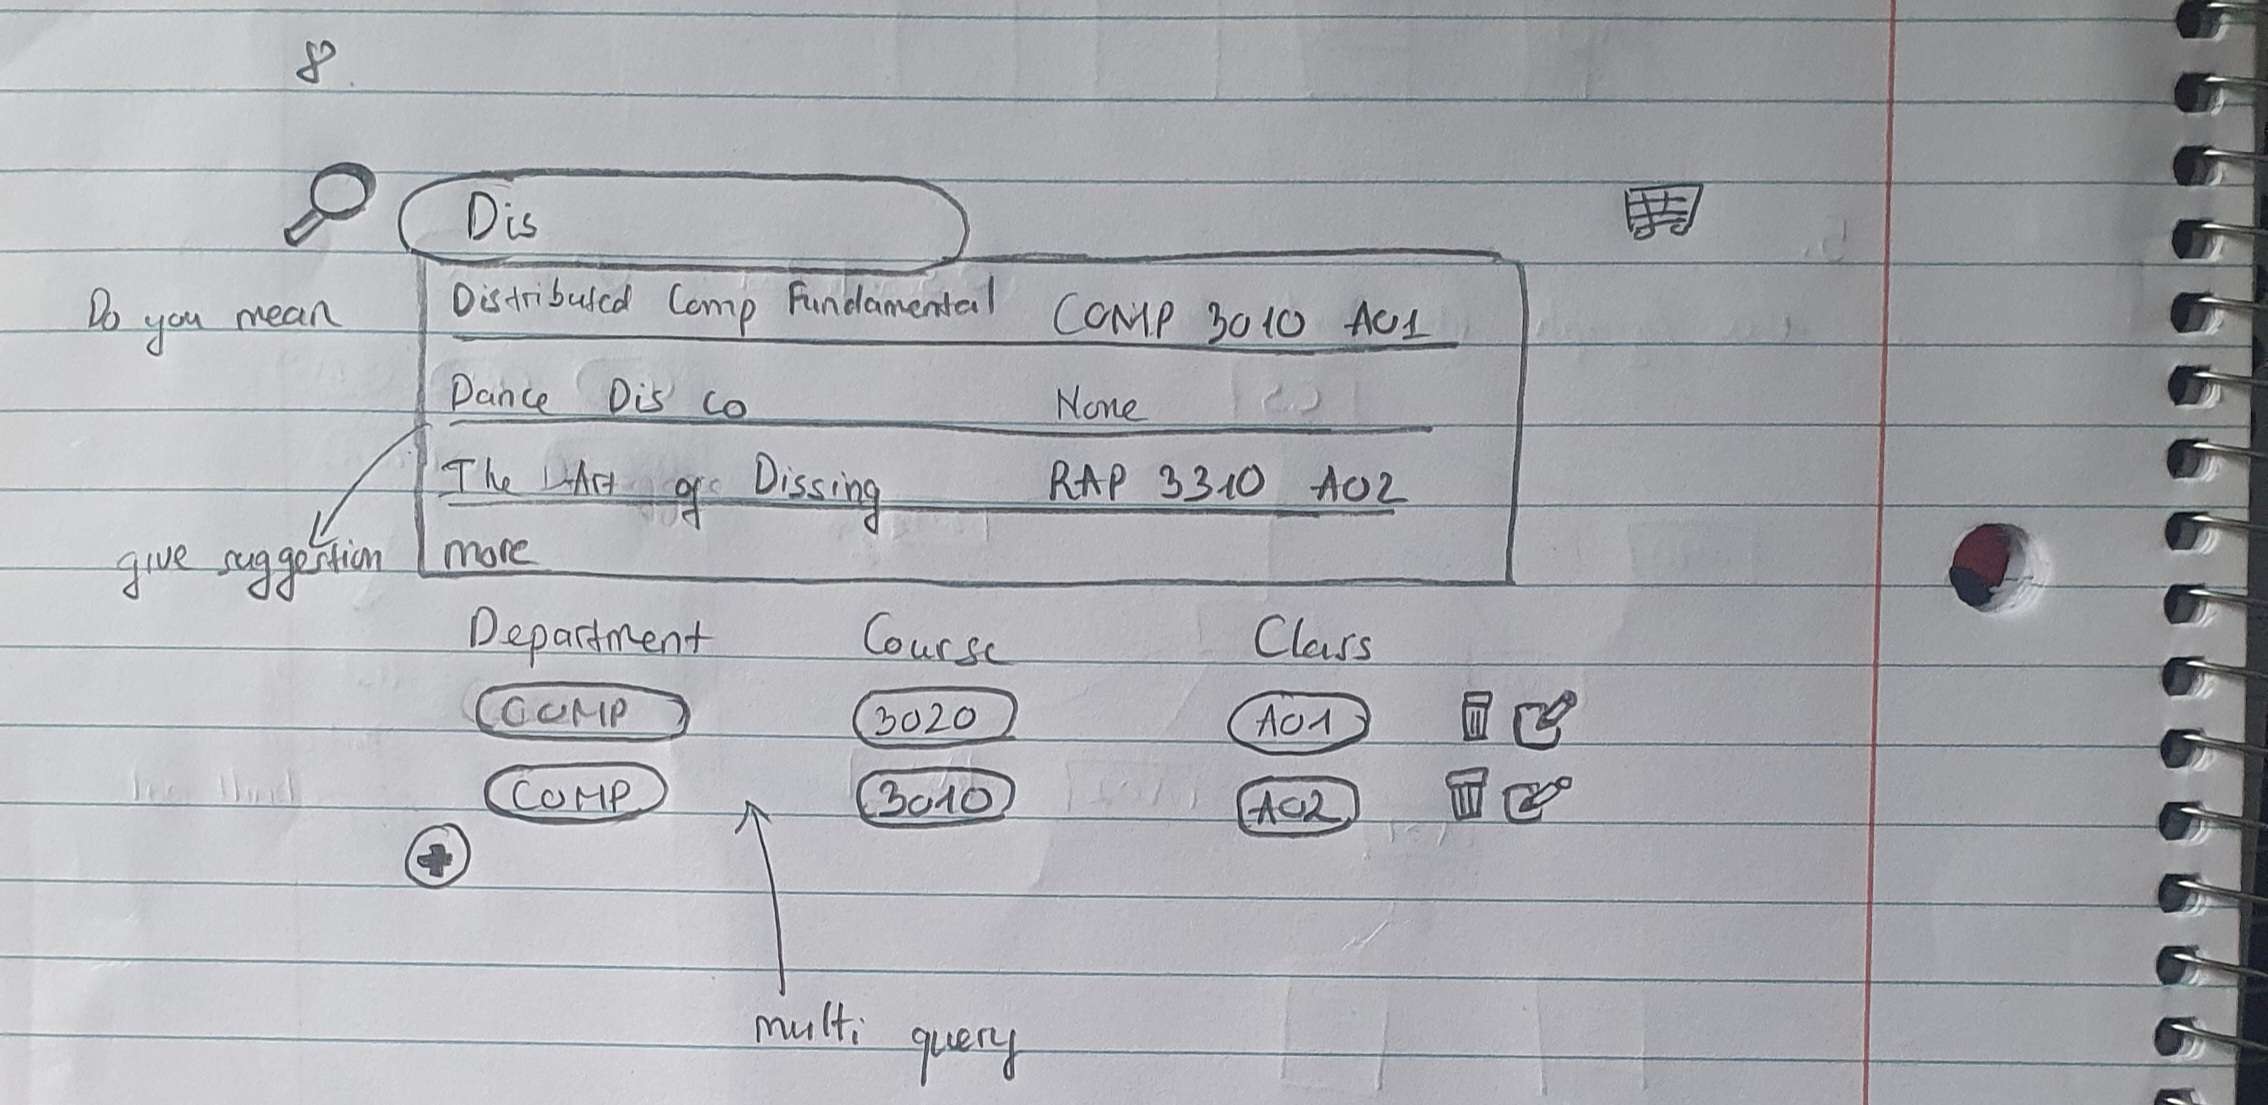 8.
Dis
Do you mean
Distributed Comp Fundamental COMP 3010 A01
Dance Dis co None
The Art of Dissing RAP 3310 A02
give suggestion
more
Department Course Class
COMP 3020 A01
COMP 3010 A02
multi query